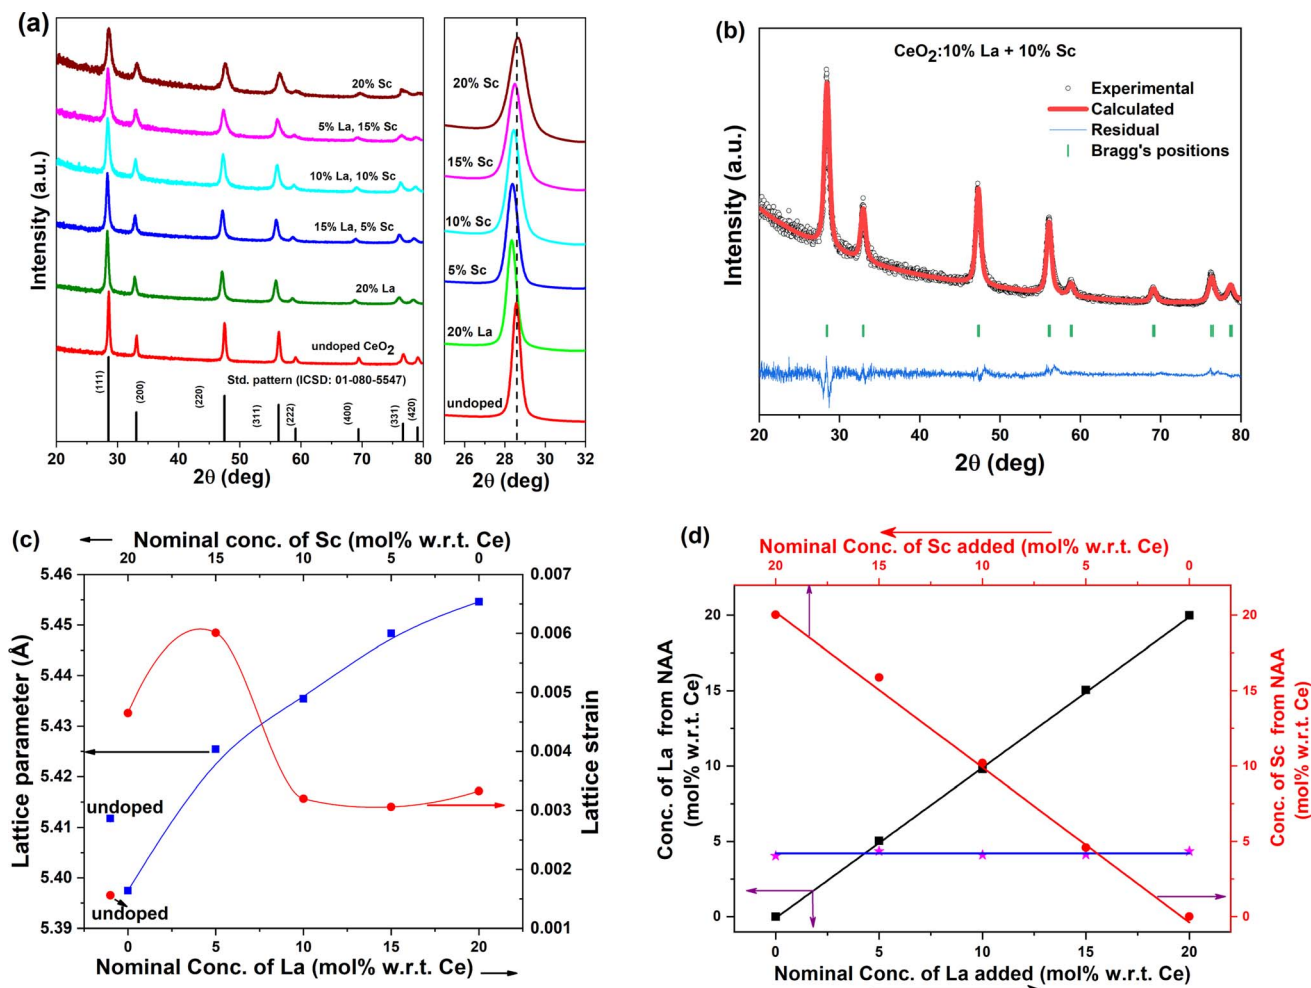 (a)
20% Sc
5% La, 15% Sc
10% La, 10% Sc
15% La, 5% Sc
20% La
undoped CeO2
Std. pattern (ICSD: 01-080-5547)
(111)
(200)
(220)
(311)
(222)
(400)
(331)
(420)
Intensity (a.u.)
20 30 40 50 60 70 80
2θ (deg)
20% Sc
15% Sc
10% Sc
5% Sc
20% La
undoped
26 28 30 32
2θ (deg)
(b)
CeO2:10% La + 10% Sc
Experimental
Calculated
Residual
Bragg's positions
Intensity (a.u.)
20 30 40 50 60 70 80
2θ (deg)
(c)
Nominal conc. of Sc (mol% w.r.t. Ce)
20 15 10 5 0
5.46
5.45
5.44
5.43
5.42
5.41
5.40
5.39
Lattice parameter (Å)
undoped
undoped
0.007
0.006
0.005
0.004
0.003
0.002
0.001
Lattice strain
0 5 10 15 20
Nominal Conc. of La (mol% w.r.t. Ce)
(d)
Nominal Conc. of Sc added (mol% w.r.t. Ce)
20 15 10 5 0
20
15
10
5
0
Conc. of La from NAA
(mol% w.r.t. Ce)
20
15
10
5
0
Conc. of Sc from NAA
(mol% w.r.t. Ce)
0 5 10 15 20
Nominal Conc. of La added (mol% w.r.t. Ce)